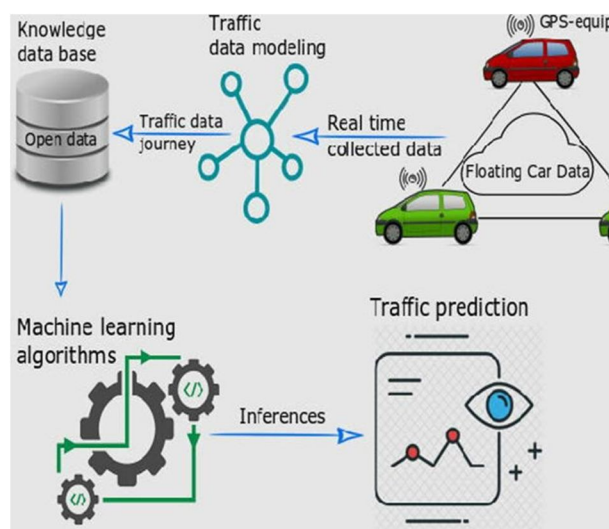 Knowledge
data base
Open data
Traffic
data modeling
Traffic data
journey
Real time
collected data
GPS-equip
Floating Car Data
Machine learning
algorithms
</>
</>
Inferences
Traffic prediction